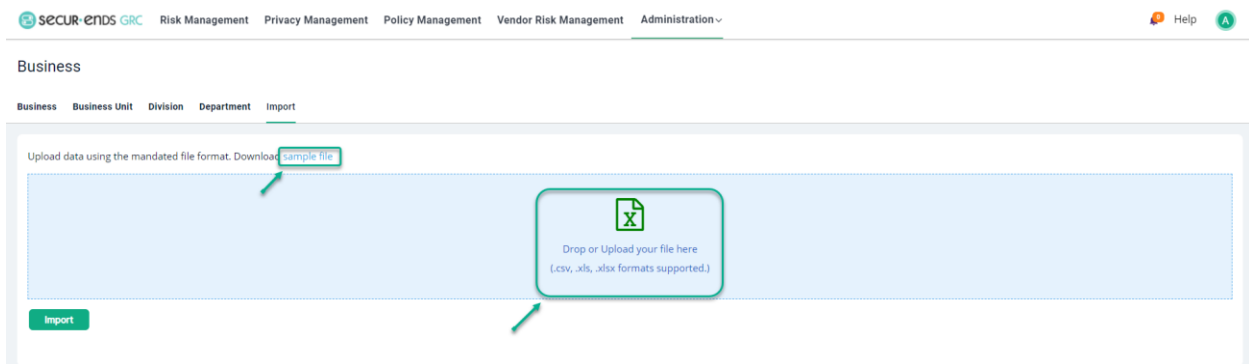 SECUR-ENDS GRC Risk Management Privacy Management Policy Management Vendor Risk Management Administration 0 Help A
Business
Business Business Unit Division Department Import
Upload data using the mandated file format. Download sample file
X
Drop or Upload your file here
(.csv, .xls, .xlsx formats supported.)
Import